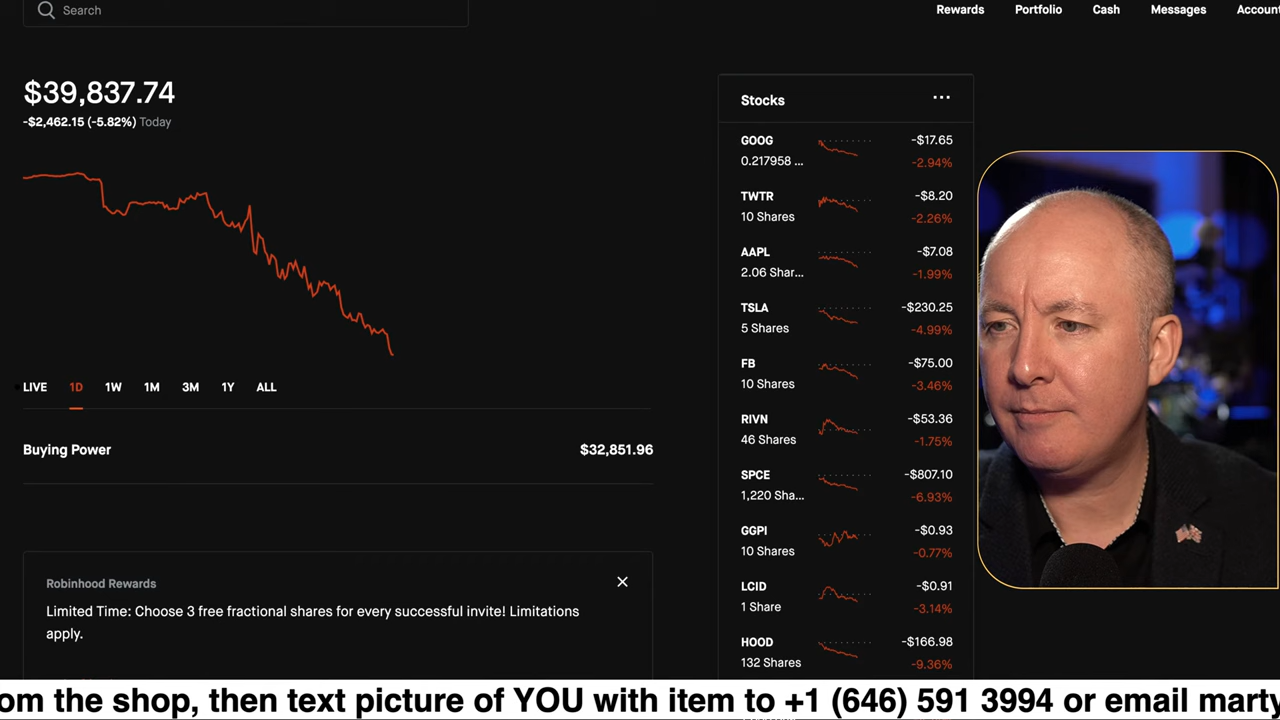 Search
Rewards
Portfolio
Cash
Messages
Account
$39,837.74
-$2,462.15 (-5.82%) Today
LIVE 1D 1W 1M 3M 1Y ALL
Buying Power
$32,851.96
Robinhood Rewards
Limited Time: Choose 3 free fractional shares for every successful invite! Limitations
apply.
Stocks
GOOG -$17.65
0.217958 ... -2.94%
TWTR -$8.20
10 Shares -2.26%
AAPL -$7.08
2.06 Shar... -1.99%
TSLA -$230.25
5 Shares -4.99%
FB -$75.00
10 Shares -3.46%
RIVN -$53.36
46 Shares -1.75%
SPCE -$807.10
1,220 Sha... -6.93%
GGPI -$0.93
10 Shares -0.77%
LCID -$0.91
1 Share -3.14%
HOOD -$166.98
132 Shares -9.36%
om the shop, then text picture of YOU with item to +1 (646) 591 3994 or email marty